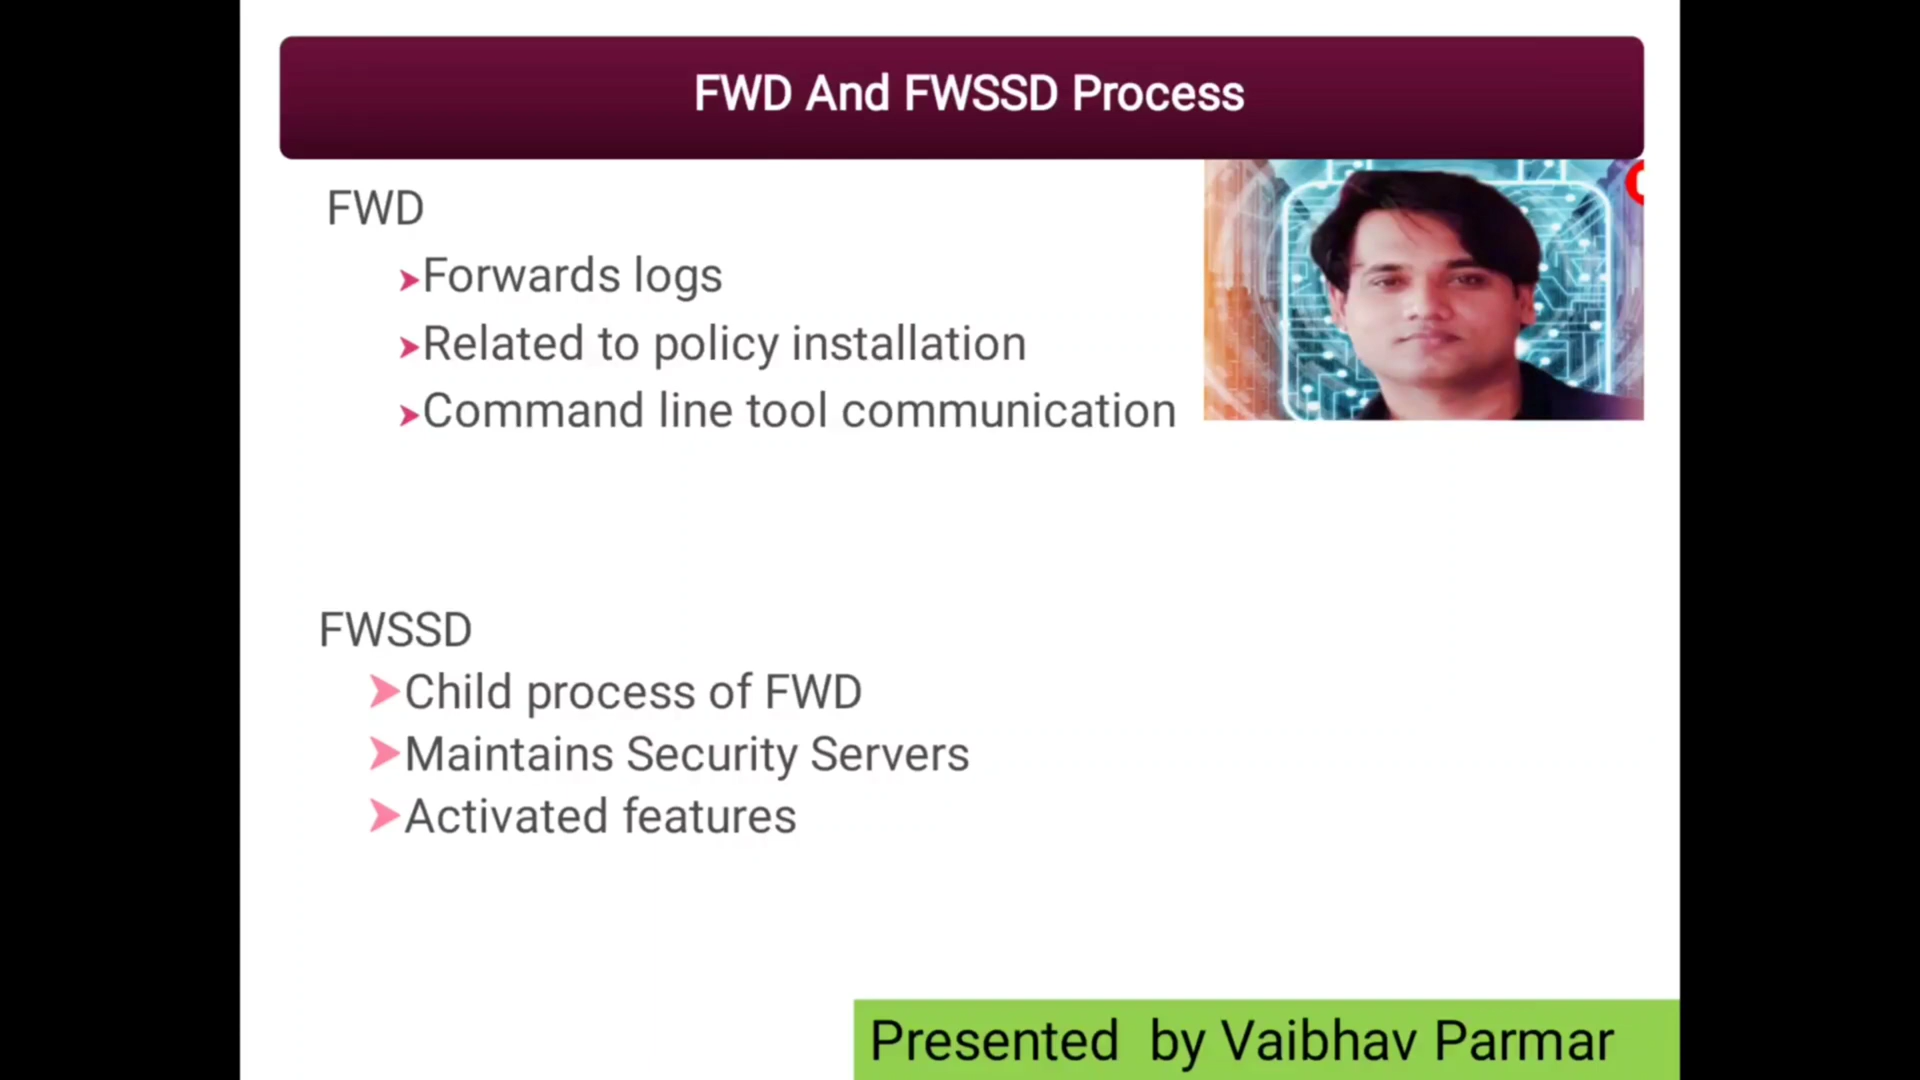 FWD And FWSSD Process
FWD
➤Forwards logs
➤Related to policy installation
➤Command line tool communication
FWSSD
➤Child process of FWD
➤Maintains Security Servers
➤Activated features
Presented by Vaibhav Parmar